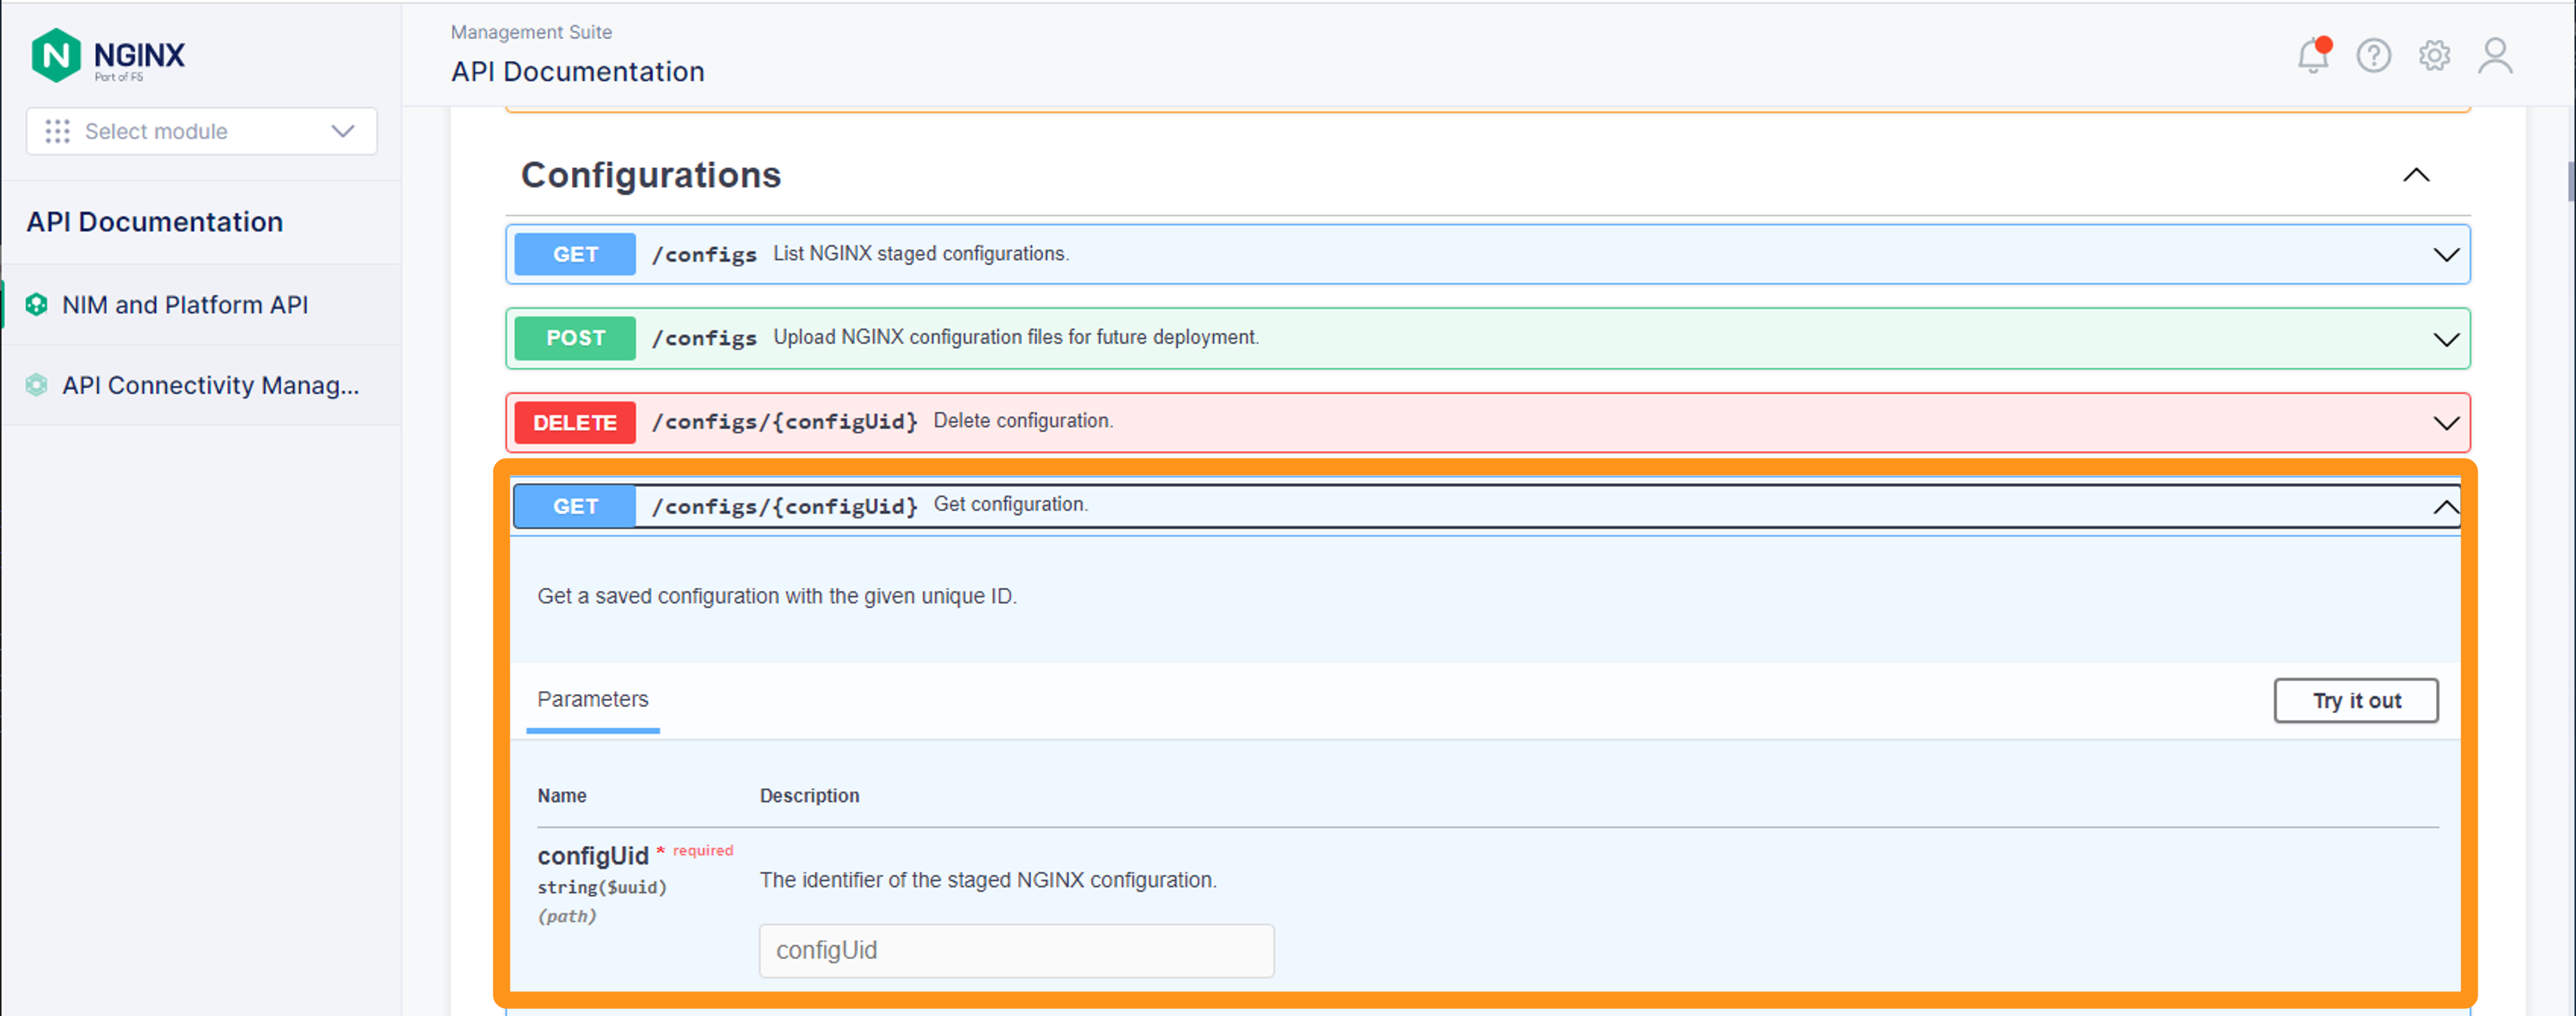 NGINX
Part of F5
Select module
API Documentation
NIM and Platform API
API Connectivity Manag...
Management Suite
API Documentation
Configurations
GET /configs List NGINX staged configurations.
POST /configs Upload NGINX configuration files for future deployment.
DELETE /configs/{configUid} Delete configuration.
GET /configs/{configUid} Get configuration.
Get a saved configuration with the given unique ID.
Parameters
Try it out
Name Description
configUid * required
string($uuid)
(path)
The identifier of the staged NGINX configuration.
configUid